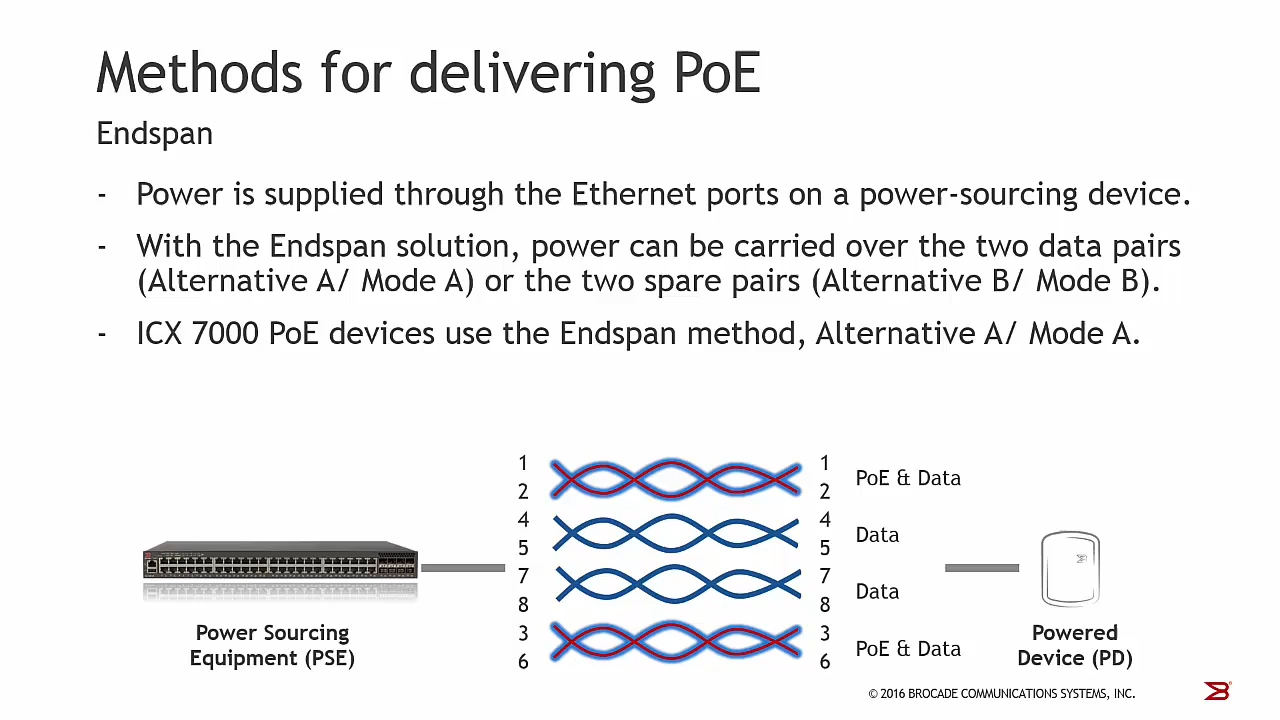 Methods for delivering PoE
Endspan
- Power is supplied through the Ethernet ports on a power-sourcing device.
- With the Endspan solution, power can be carried over the two data pairs
(Alternative A/ Mode A) or the two spare pairs (Alternative B/ Mode B).
- ICX 7000 PoE devices use the Endspan method, Alternative A/ Mode A.
1 1
PoE & Data
2 2
4 4
Data
5 5
7 7
Data
8 8
3 3
PoE & Data
6 6
Power Sourcing
Equipment (PSE)
Powered
Device (PD)
© 2016 BROCADE COMMUNICATIONS SYSTEMS, INC.